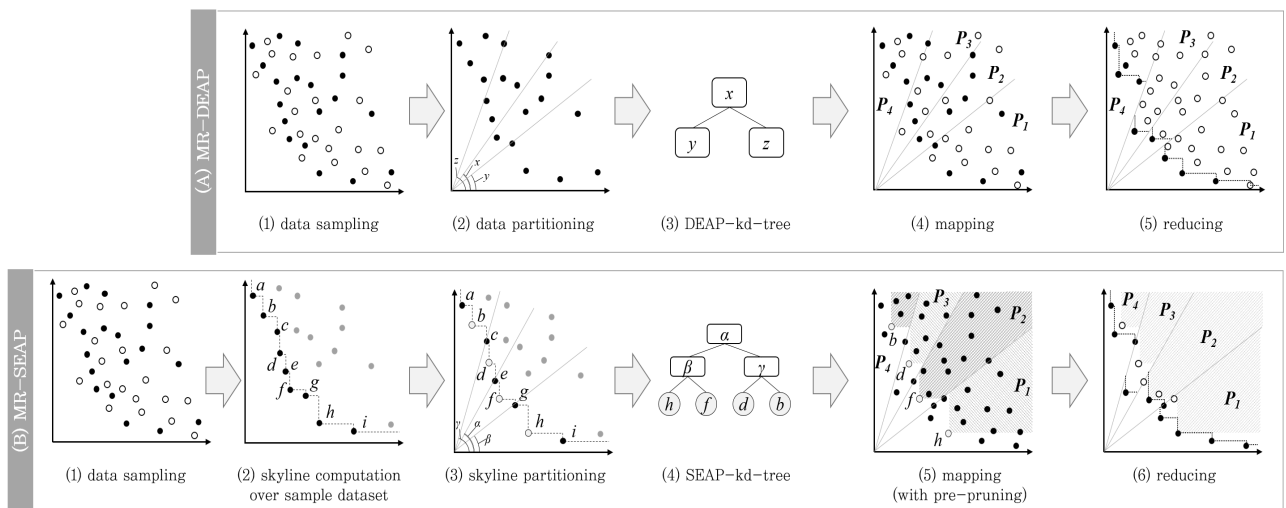 (A) MR-DEAP
z
x
y
x
y
z
P3
P2
P4
P1
P3
P2
P4
P1
(1) data sampling
(2) data partitioning
(3) DEAP-kd-tree
(4) mapping
(5) reducing
(B) MR-SEAP
a
b
c
d
e
f
g
h
i
a
b
c
d
e
f
g
h
i
γ
α
β
α
β
γ
h
f
d
b
P3
P2
b
P4
d
f
P1
h
P4
P3
P2
P1
(1) data sampling
(2) skyline computation
over sample dataset
(3) skyline partitioning
(4) SEAP-kd-tree
(5) mapping
(with pre-pruning)
(6) reducing